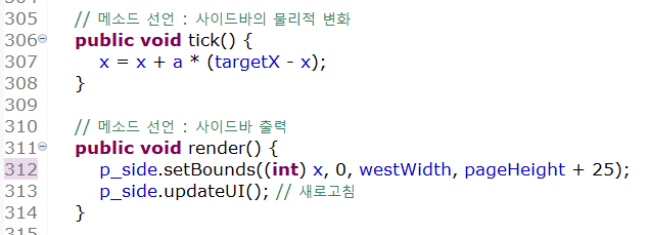 305 // 메소드 선언 : 사이드바의 물리적 변화
306 public void tick() {
307 x = x + a * (targetX - x);
308 }
309
310 // 메소드 선언 : 사이드바 출력
311 public void render() {
312 p_side.setBounds((int) x, 0, westWidth, pageHeight + 25);
313 p_side.updateUI(); // 새로고침
314 }